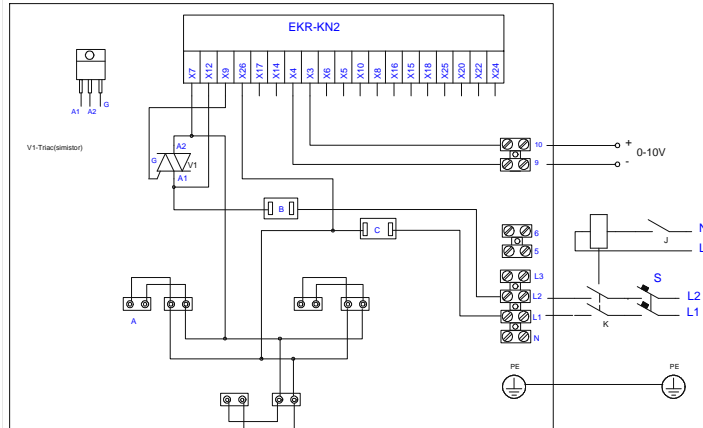 EKR-KN2
X7 X12 X9 X26 X17 X14 X4 X3 X6 X5 X10 X8 X16 X15 X18 X25 X20 X22 X24
A1 A2 G
V1-Triac(simistor)
A2
G V1
A1
10 + 0-10V
9 -
B
C
6
5
J N
L
L3
S
L2 L2
L1 L1
K
N
A
PE PE